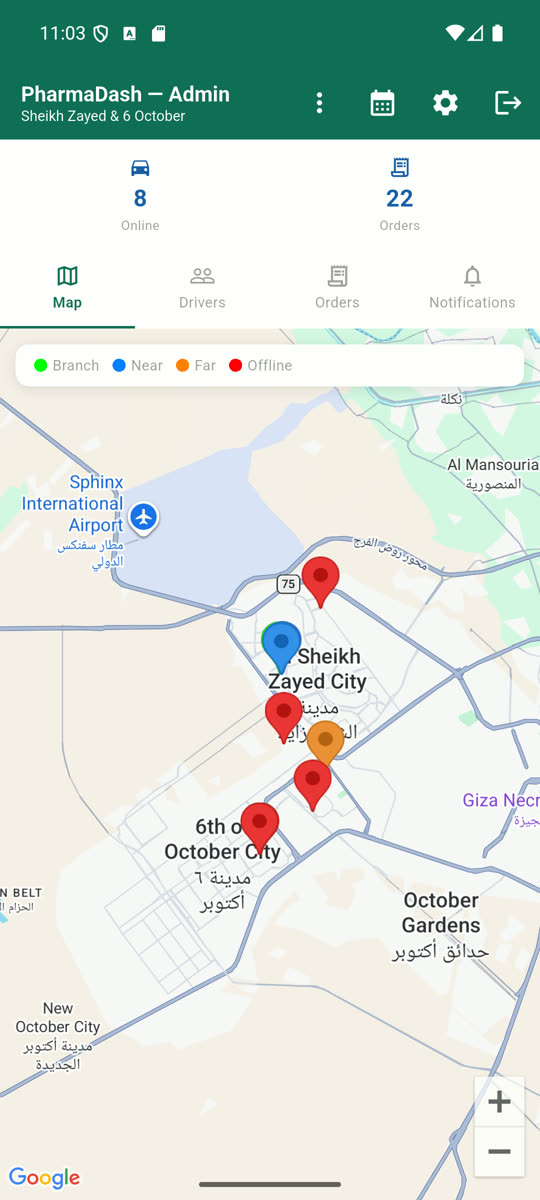 11:03
PharmaDash — Admin
Sheikh Zayed & 6 October
8
22
Online
Orders
Map
Drivers
Orders
Notifications
Branch
Near
Far
Offline
نكلة
Al Mansouria
المنصورية
Sphinx
International
Airport
مطار سفنكس
الدولي
محور روض الفرج
75
Sheikh
Zayed City
مدينة
6th o
October City
مدينة ٦
أكتوبر
Giza Necr
جيزة
N BELT
الحزام ا
October
Gardens
حدائق أكتوبر
New
October City
مدينة أكتوبر
الجديدة
+
−
Google